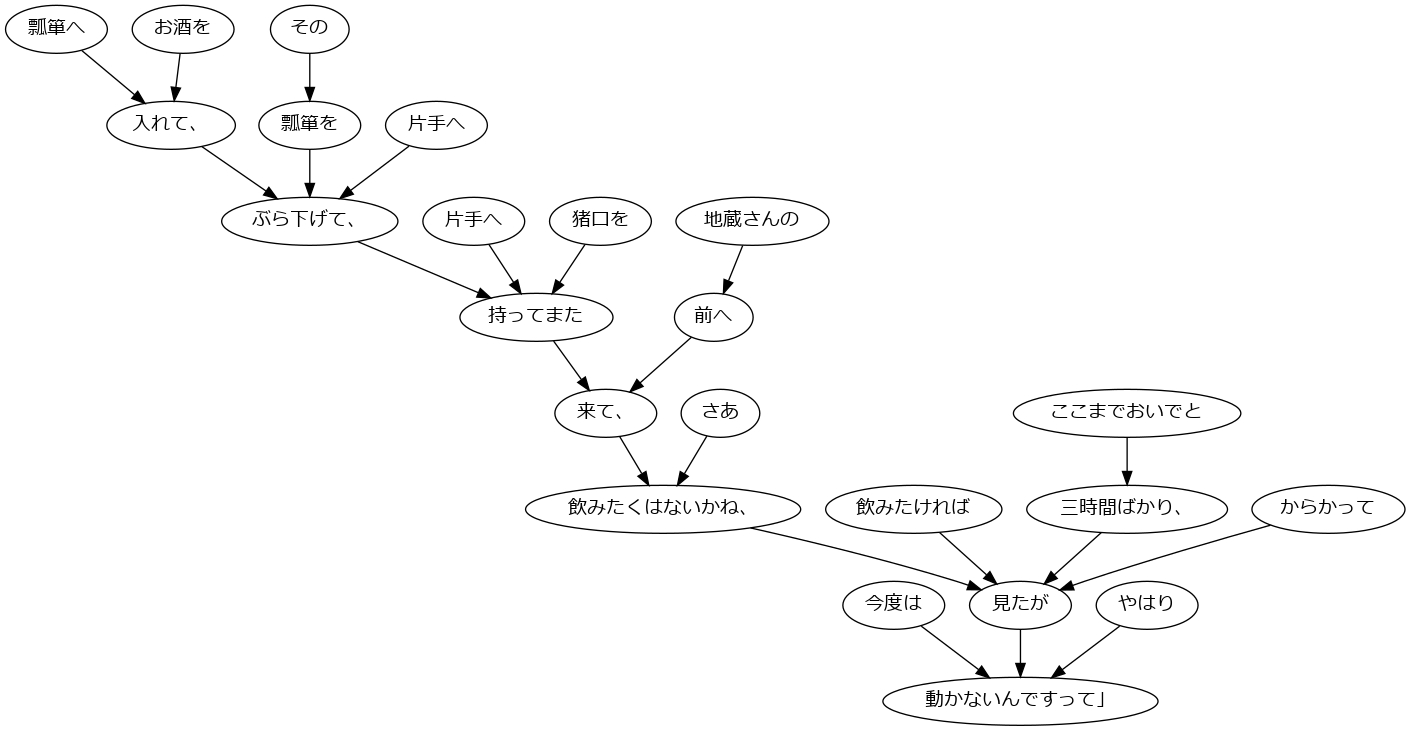 瓢箪へ
お酒を
その
入れて、
瓢箪を
片手へ
ぶら下げて、
片手へ
猪口を
地蔵さんの
持ってまた
前へ
来て、
さあ
ここまでおいでと
飲みたくはないかね、
飲みたければ
三時間ばかり、
からかって
今度は
見たが
やはり
動かないんですって」